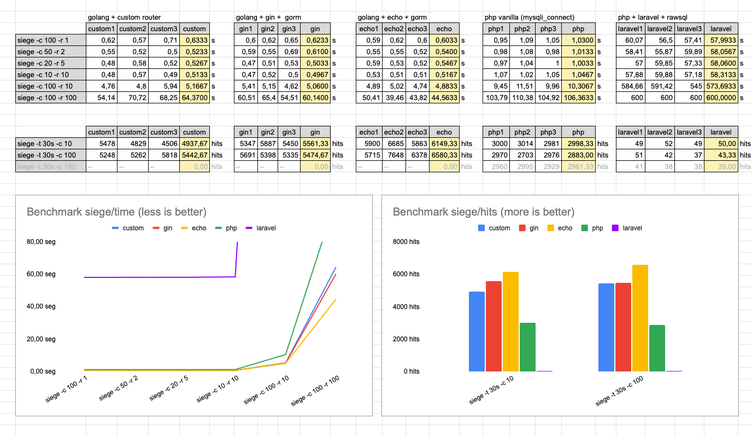 golang + custom router golang + gin + gorm golang + echo + gorm php vanilla (mysqli_connect) php + laravel + rawsql
custom1 custom2 custom3 custom gin1 gin2 gin3 gin echo1 echo2 echo3 echo php1 php2 php3 php laravel1 laravel2 laravel3 laravel
siege -c 100 -r 1 0,62 0,57 0,71 0,6333 s 0,6 0,62 0,65 0,6233 s 0,59 0,62 0,6 0,6033 s 0,95 1,09 1,05 1,0300 s 60,07 56,5 57,41 57,9933 s
siege -c 50 -r 2 0,55 0,52 0,5 0,5233 s 0,59 0,55 0,69 0,6100 s 0,55 0,52 0,55 0,5400 s 0,98 1,08 0,98 1,0133 s 58,41 55,87 59,89 58,0567 s
siege -c 20 -r 5 0,48 0,58 0,52 0,5267 s 0,47 0,51 0,53 0,5033 s 0,59 0,53 0,52 0,5467 s 0,97 1,04 1 1,0033 s 57 59,85 57,33 58,0600 s
siege -c 10 -r 10 0,48 0,57 0,49 0,5133 s 0,47 0,52 0,5 0,4967 s 0,53 0,51 0,51 0,5167 s 1,07 1,02 1,05 1,0467 s 57,88 59,88 57,18 58,3133 s
siege -c 100 -r 10 4,76 4,8 5,94 5,1667 s 5,41 5,15 4,62 5,0600 s 4,89 5,02 4,74 4,8833 s 9,45 11,51 9,96 10,3067 s 584,66 591,42 545 573,6933 s
siege -c 100 -r 100 54,14 70,72 68,25 64,3700 s 60,51 65,4 54,51 60,1400 s 50,41 39,46 43,82 44,5633 s 103,79 110,38 104,92 106,3633 s 600 600 600 600,0000 s
custom1 custom2 custom3 custom gin1 gin2 gin3 gin echo1 echo2 echo3 echo php1 php2 php3 php laravel1 laravel2 laravel3 laravel
siege -t 30s -c 10 5478 4829 4506 4937,67 hits 5347 5887 5450 5561,33 hits 5900 6685 5863 6149,33 hits 3000 3014 2981 2998,33 hits 49 52 49 50,00 hits
siege -t 30s -c 100 5248 5262 5818 5442,67 hits 5691 5398 5335 5474,67 hits 5715 7648 6378 6580,33 hits 2970 2703 2976 2883,00 hits 51 42 37 43,33 hits
siege -t 30s -c 100 -- -- -- 0,00 hits -- -- -- 0,00 hits -- -- -- 0,00 hits 2960 2995 2929 2961,33 hits 41 38 38 38,00 hits
Benchmark siege/time (less is better)
custom gin echo php laravel
80,00 seg
60,00 seg
40,00 seg
20,00 seg
0,00 seg
siege -c 100 -r 1
siege -c 50 -r 2
siege -c 20 -r 5
siege -c 10 -r 10
siege -c 100 -r 10
siege -c 100 -r 100
Benchmark siege/hits (more is better)
custom gin echo php laravel
8000 hits
6000 hits
4000 hits
2000 hits
0 hits
siege -t 30s -c 10
siege -t 30s -c 100